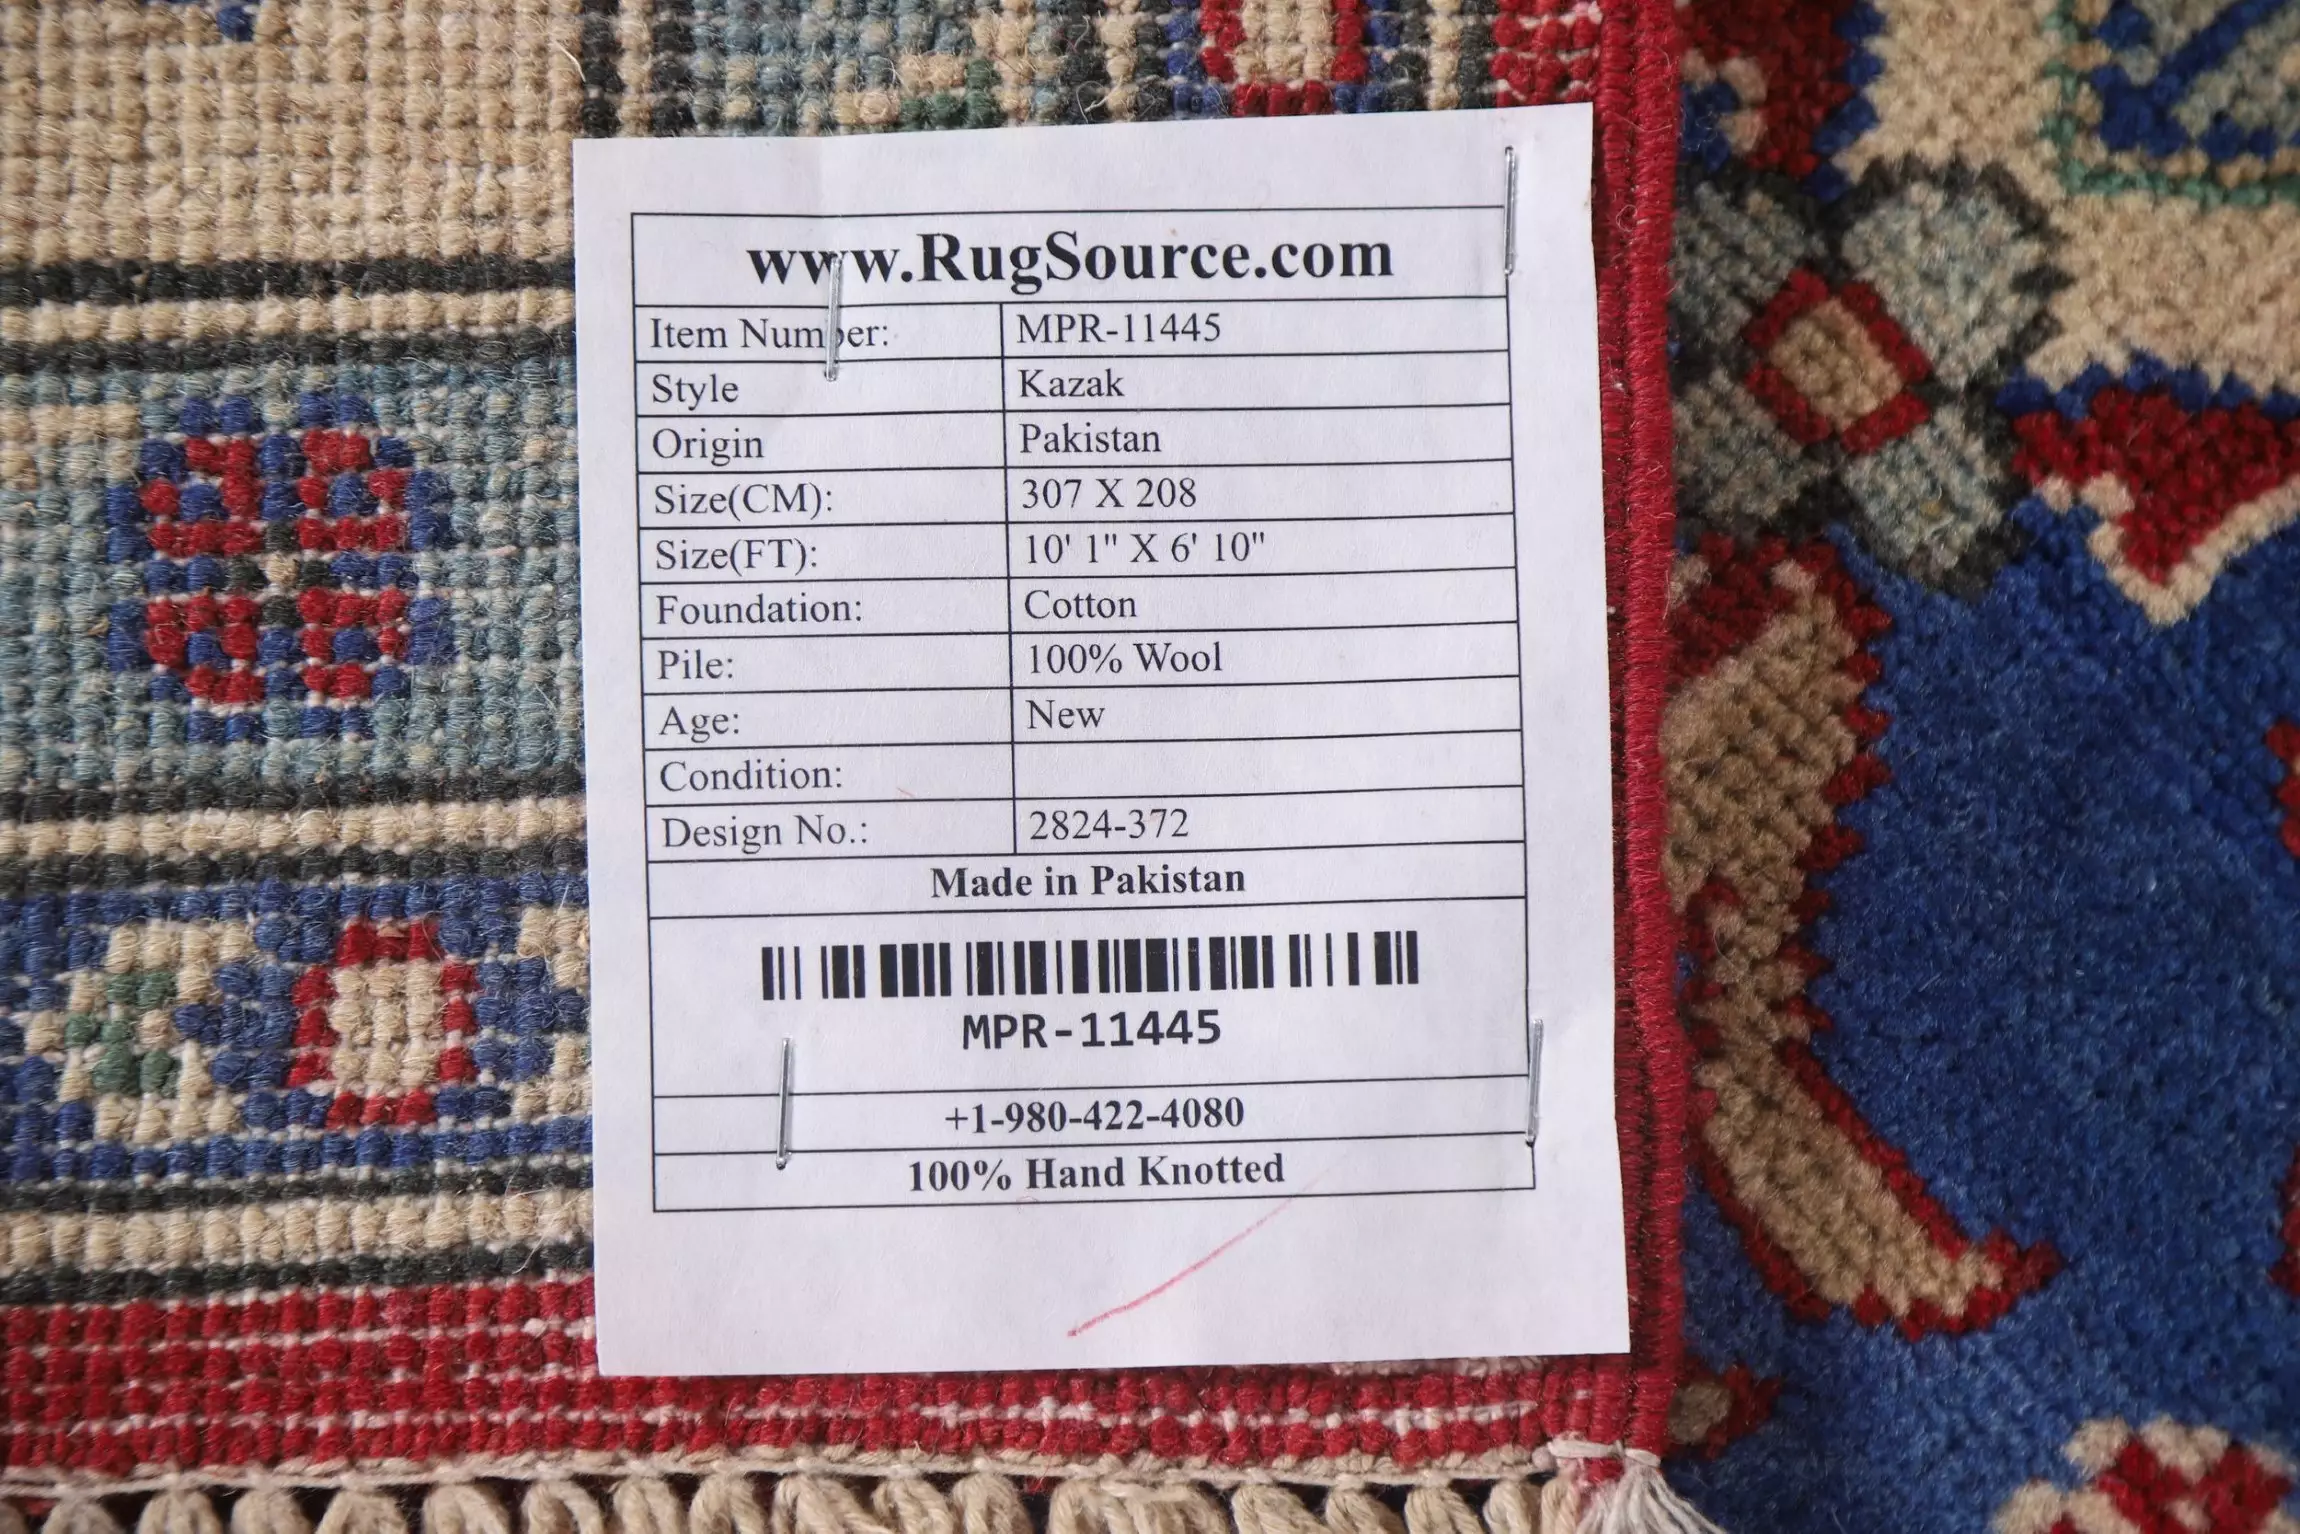 www.RugSource.com
Item Number: MPR-11445
Style Kazak
Origin Pakistan
Size(CM): 307 X 208
Size(FT): 10' 1" X 6' 10"
Foundation: Cotton
Pile: 100% Wool
Age: New
Condition:
Design No.: 2824-372
Made in Pakistan
MPR-11445
+1-980-422-4080
100% Hand Knotted